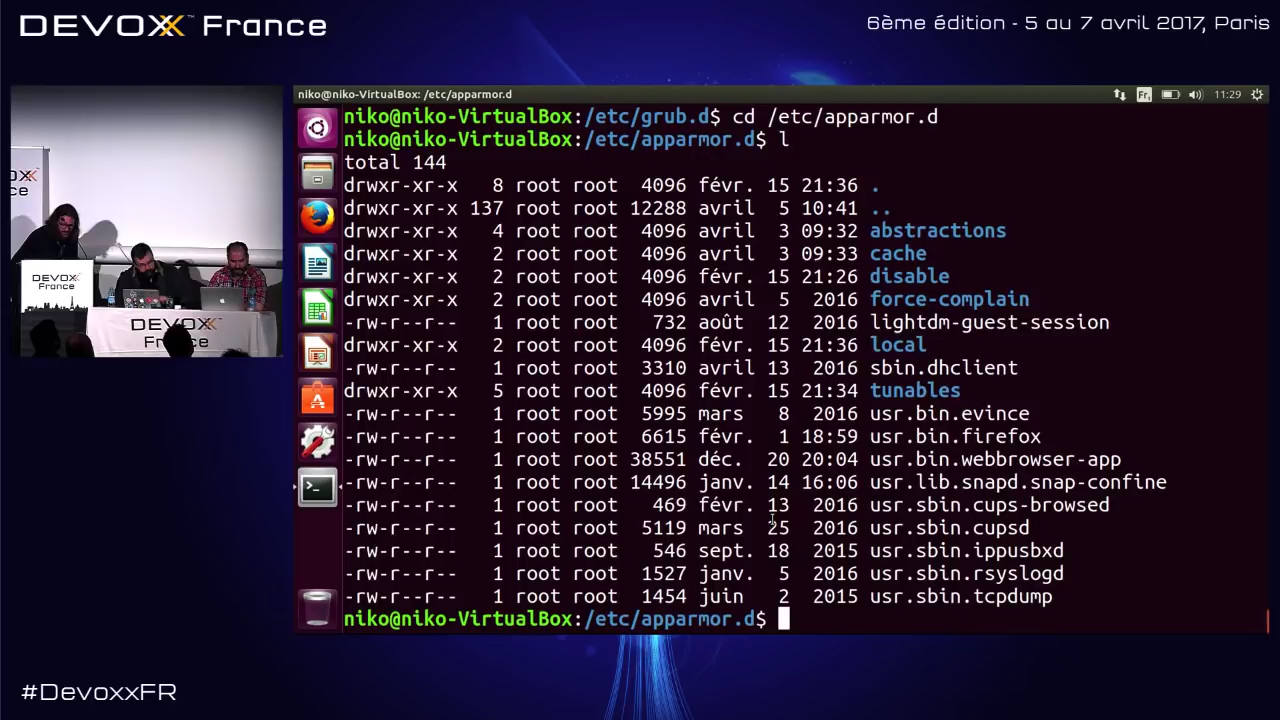 DEVOXX™ France
6ème édition - 5 au 7 avril 2017, Paris
niko@niko-VirtualBox: /etc/apparmor.d
Fr
11:29
niko@niko-VirtualBox:/etc/grub.d$ cd /etc/apparmor.d
niko@niko-VirtualBox:/etc/apparmor.d$ l
total 144
drwxr-xr-x 8 root root 4096 févr. 15 21:36 .
drwxr-xr-x 137 root root 12288 avril 5 10:41 ..
drwxr-xr-x 4 root root 4096 avril 3 09:32 abstractions
drwxr-xr-x 2 root root 4096 avril 3 09:33 cache
drwxr-xr-x 2 root root 4096 févr. 15 21:26 disable
drwxr-xr-x 2 root root 4096 avril 5 2016 force-complain
-rw-r--r-- 1 root root 732 août 12 2016 lightdm-guest-session
drwxr-xr-x 2 root root 4096 févr. 15 21:36 local
-rw-r--r-- 1 root root 3310 avril 13 2016 sbin.dhclient
drwxr-xr-x 5 root root 4096 févr. 15 21:34 tunables
-rw-r--r-- 1 root root 5995 mars 8 2016 usr.bin.evince
-rw-r--r-- 1 root root 6615 févr. 1 18:59 usr.bin.firefox
-rw-r--r-- 1 root root 38551 déc. 20 20:04 usr.bin.webbrowser-app
-rw-r--r-- 1 root root 14496 janv. 14 16:06 usr.lib.snapd.snap-confine
-rw-r--r-- 1 root root 469 févr. 13 2016 usr.sbin.cups-browsed
-rw-r--r-- 1 root root 5119 mars 25 2016 usr.sbin.cupsd
-rw-r--r-- 1 root root 546 sept. 18 2015 usr.sbin.ippusbxd
-rw-r--r-- 1 root root 1527 janv. 5 2016 usr.sbin.rsyslogd
-rw-r--r-- 1 root root 1454 juin 2 2015 usr.sbin.tcpdump
niko@niko-VirtualBox:/etc/apparmor.d$
DEVOXX
France
DEVOXX
France
#DevoxxFR